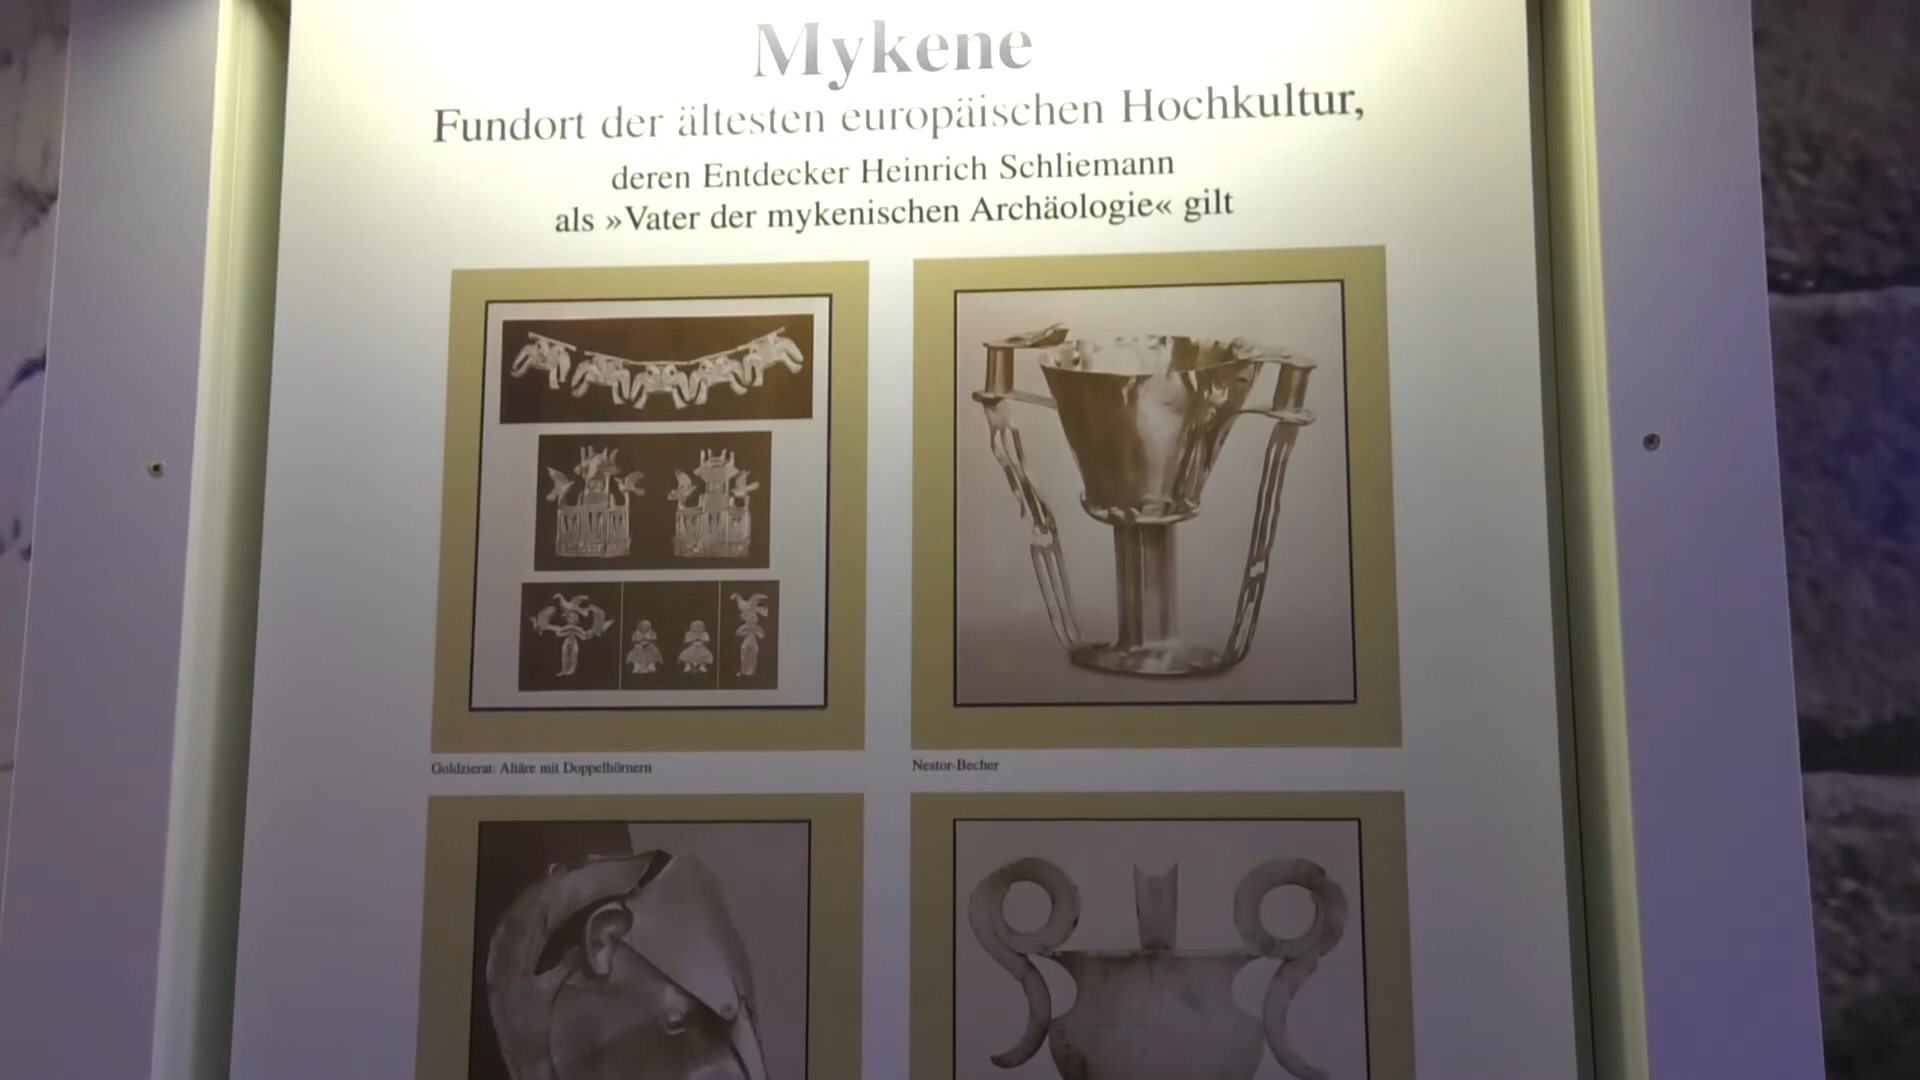 Mykene
Fundort der ältesten europäischen Hochkultur,
deren Entdecker Heinrich Schliemann
als »Vater der mykenischen Archäologie« gilt
Goldzierat: Altäre mit Doppelhörnern
Nestor-Becher